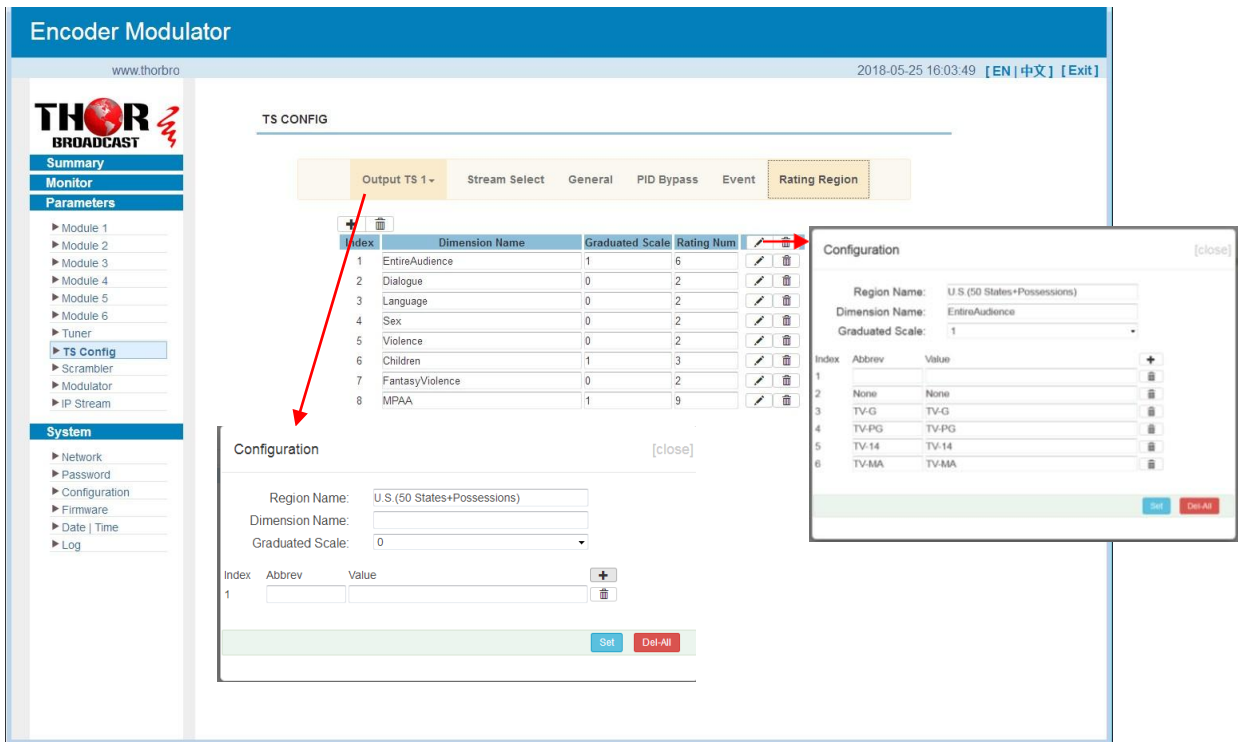 Encoder Modulator
www.thorbro
2018-05-25 16:03:49 [ EN | 中文 ] [ Exit ]
THOR
BROADCAST
Summary
Monitor
Parameters
Module 1
Module 2
Module 3
Module 4
Module 5
Module 6
Tuner
TS Config
Scrambler
Modulator
IP Stream
System
Network
Password
Configuration
Firmware
Date | Time
Log
TS CONFIG
Output TS 1 Stream Select General PID Bypass Event Rating Region
Index Dimension Name Graduated Scale Rating Num
1 EntireAudience 1 6
2 Dialogue 0 2
3 Language 0 2
4 Sex 0 2
5 Violence 0 2
6 Children 1 3
7 FantasyViolence 0 2
8 MPAA 1 9
Configuration [close]
Region Name: U.S.(50 States+Possessions)
Dimension Name:
Graduated Scale: 0
Index Abbrev Value
1
Set Del-All
Configuration [close]
Region Name: U.S.(50 States+Possessions)
Dimension Name: EntireAudience
Graduated Scale: 1
Index Abbrev Value
1
2 None None
3 TV-G TV-G
4 TV-PG TV-PG
5 TV-14 TV-14
6 TV-MA TV-MA
Set Del-All